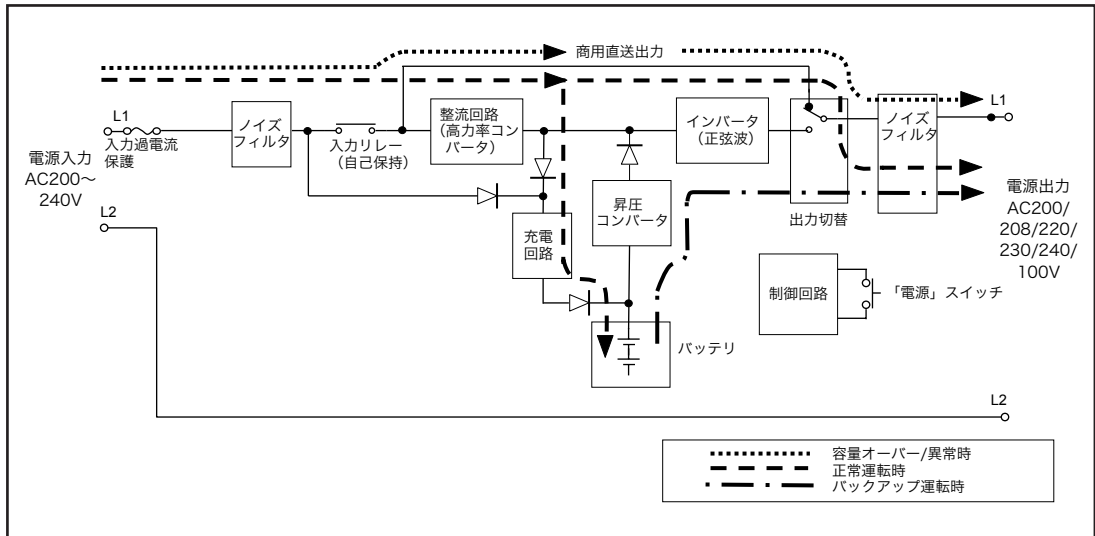 商用直送出力
L1
入力過電流
保護
ノイズ
フィルタ
入力リレー
(自己保持)
整流回路
(高力率コン
バータ)
インバータ
(正弦波)
ノイズ
フィルタ
L1
電源入力
AC200～
240V
L2
充電
回路
昇圧
コンバータ
出力切替
電源出力
AC200/
208/220/
230/240/
100V
制御回路
「電源」スイッチ
バッテリ
L2
容量オーバー/異常時
正常運転時
バックアップ運転時